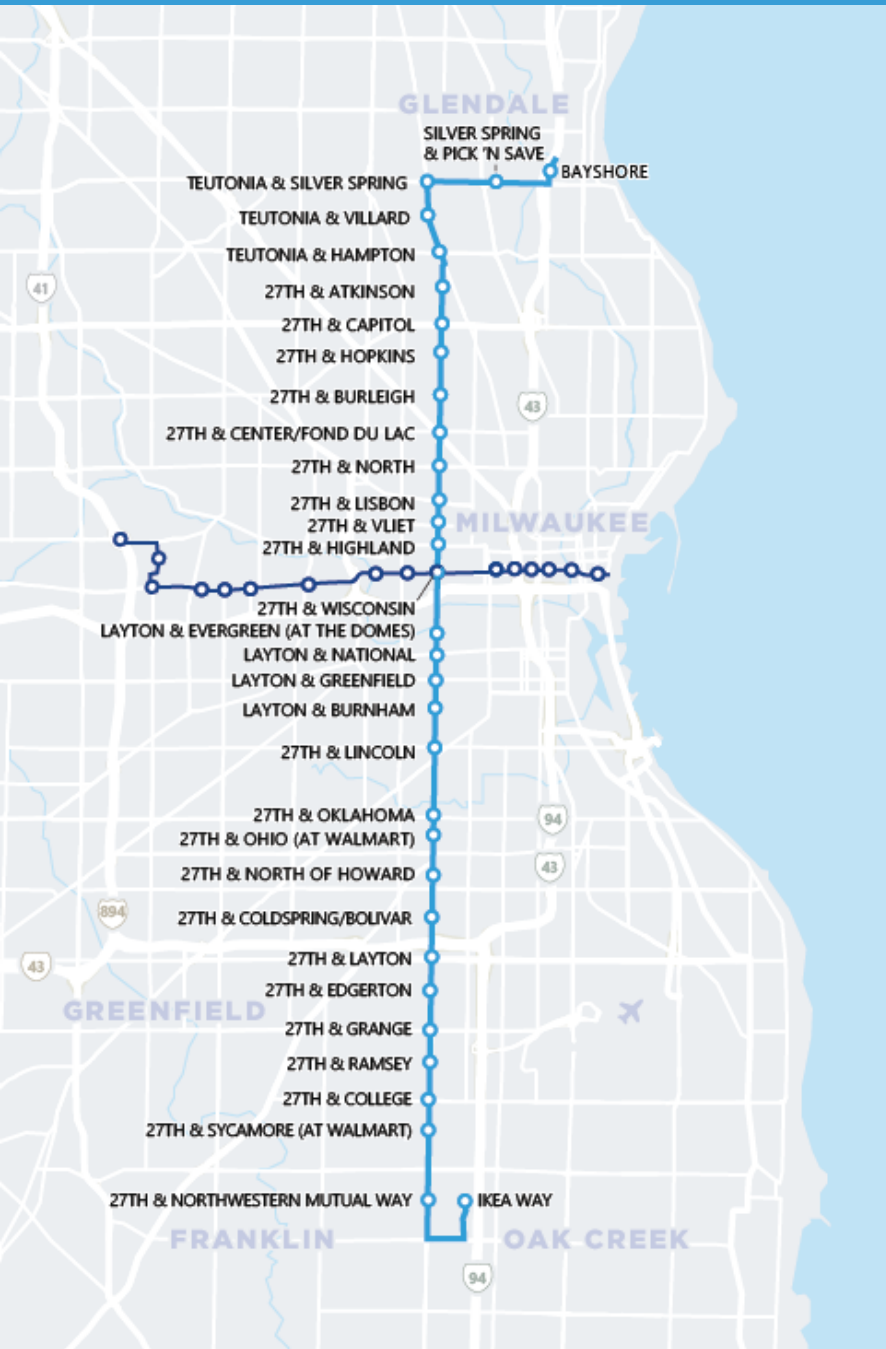 GLENDALE
SILVER SPRING
& PICK 'N SAVE
BAYSHORE
TEUTONIA & SILVER SPRING
TEUTONIA & VILLARD
TEUTONIA & HAMPTON
41
27TH & ATKINSON
27TH & CAPITOL
27TH & HOPKINS
27TH & BURLEIGH
43
27TH & CENTER/FOND DU LAC
27TH & NORTH
27TH & LISBON
27TH & VLIET
MILWAUKEE
27TH & HIGHLAND
27TH & WISCONSIN
LAYTON & EVERGREEN (AT THE DOMES)
LAYTON & NATIONAL
LAYTON & GREENFIELD
LAYTON & BURNHAM
27TH & LINCOLN
27TH & OKLAHOMA
94
27TH & OHIO (AT WALMART)
43
27TH & NORTH OF HOWARD
894
27TH & COLDSPRING/BOLIVAR
27TH & LAYTON
43
27TH & EDGERTON
GREENFIELD
27TH & GRANGE
27TH & RAMSEY
27TH & COLLEGE
27TH & SYCAMORE (AT WALMART)
27TH & NORTHWESTERN MUTUAL WAY
IKEA WAY
FRANKLIN
OAK CREEK
94